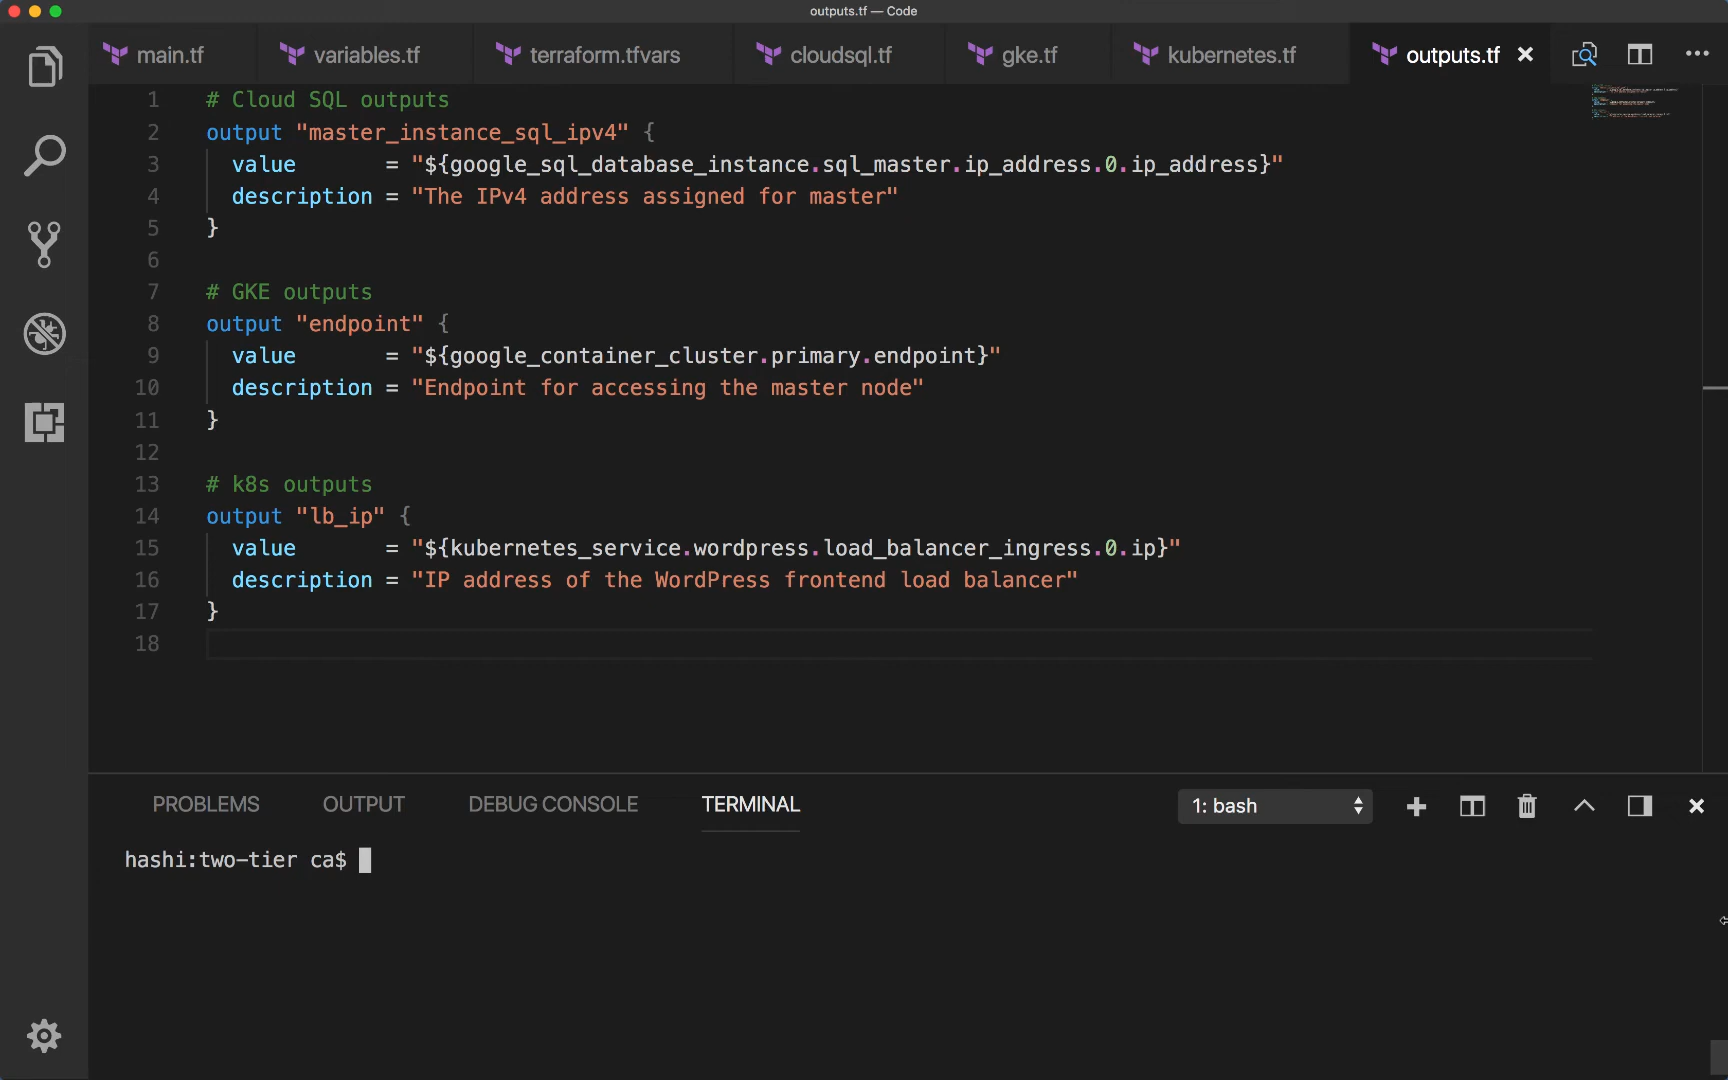 outputs.tf — Code
main.tf variables.tf terraform.tfvars cloudsql.tf gke.tf kubernetes.tf outputs.tf
1 # Cloud SQL outputs
2 output "master_instance_sql_ipv4" {
3 value = "${google_sql_database_instance.sql_master.ip_address.0.ip_address}"
4 description = "The IPv4 address assigned for master"
5 }
6
7 # GKE outputs
8 output "endpoint" {
9 value = "${google_container_cluster.primary.endpoint}"
10 description = "Endpoint for accessing the master node"
11 }
12
13 # k8s outputs
14 output "lb_ip" {
15 value = "${kubernetes_service.wordpress.load_balancer_ingress.0.ip}"
16 description = "IP address of the WordPress frontend load balancer"
17 }
18
PROBLEMS OUTPUT DEBUG CONSOLE TERMINAL 1: bash
hashi:two-tier ca$